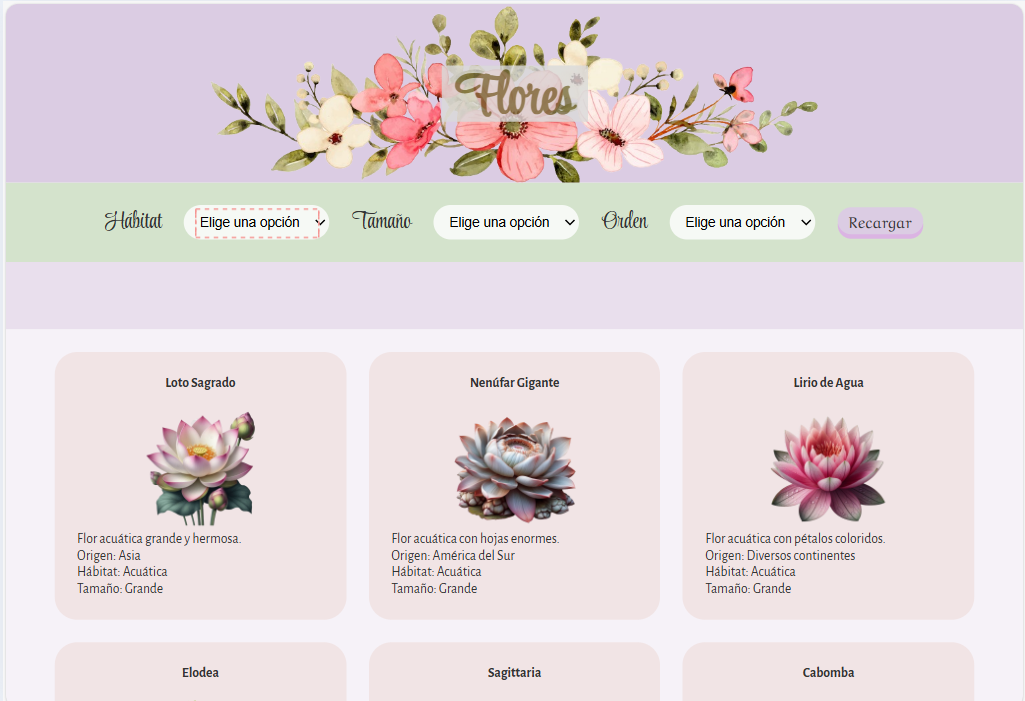 Flores
Hábitat Elige una opción Tamaño Elige una opción Orden Elige una opción Recargar
Loto Sagrado
Flor acuática grande y hermosa.
Origen: Asia
Hábitat: Acuática
Tamaño: Grande
Nenúfar Gigante
Flor acuática con hojas enormes.
Origen: América del Sur
Hábitat: Acuática
Tamaño: Grande
Lirio de Agua
Flor acuática con pétalos coloridos.
Origen: Diversos continentes
Hábitat: Acuática
Tamaño: Grande
Elodea
Sagittaria
Cabomba